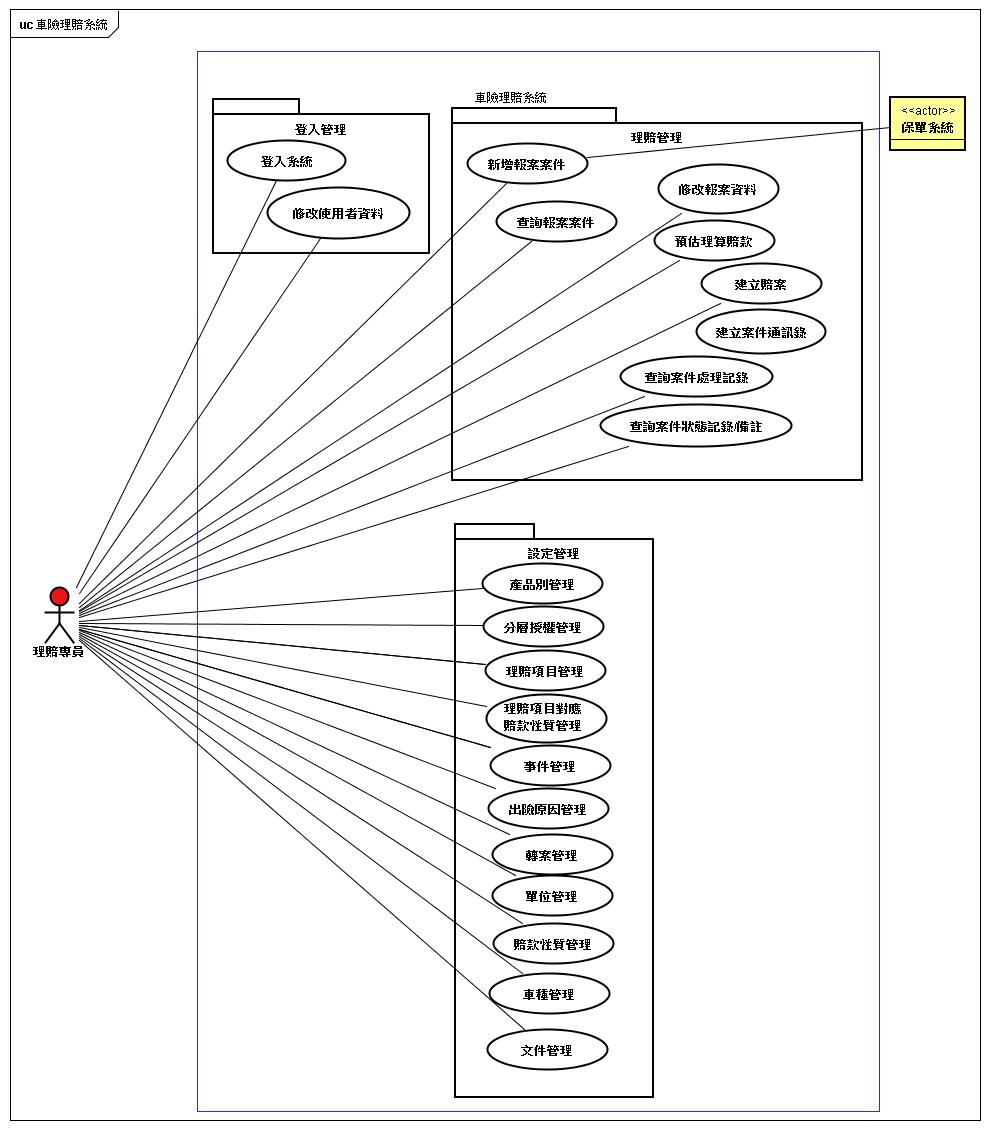 uc 車險理賠系統
車險理賠系統
登入管理
登入系統
修改使用者資料
理賠管理
新增報案案件
修改報案資料
查詢報案案件
預估理算賠款
建立賠案
建立案件通訊錄
查詢案件處理記錄
查詢案件狀態記錄/備註
<<actor>>
保單系統
設定管理
產品別管理
分層授權管理
理賠項目管理
理賠項目對應
賠款性質管理
事件管理
出險原因管理
轉案管理
單位管理
賠款性質管理
車種管理
文件管理
理賠專員